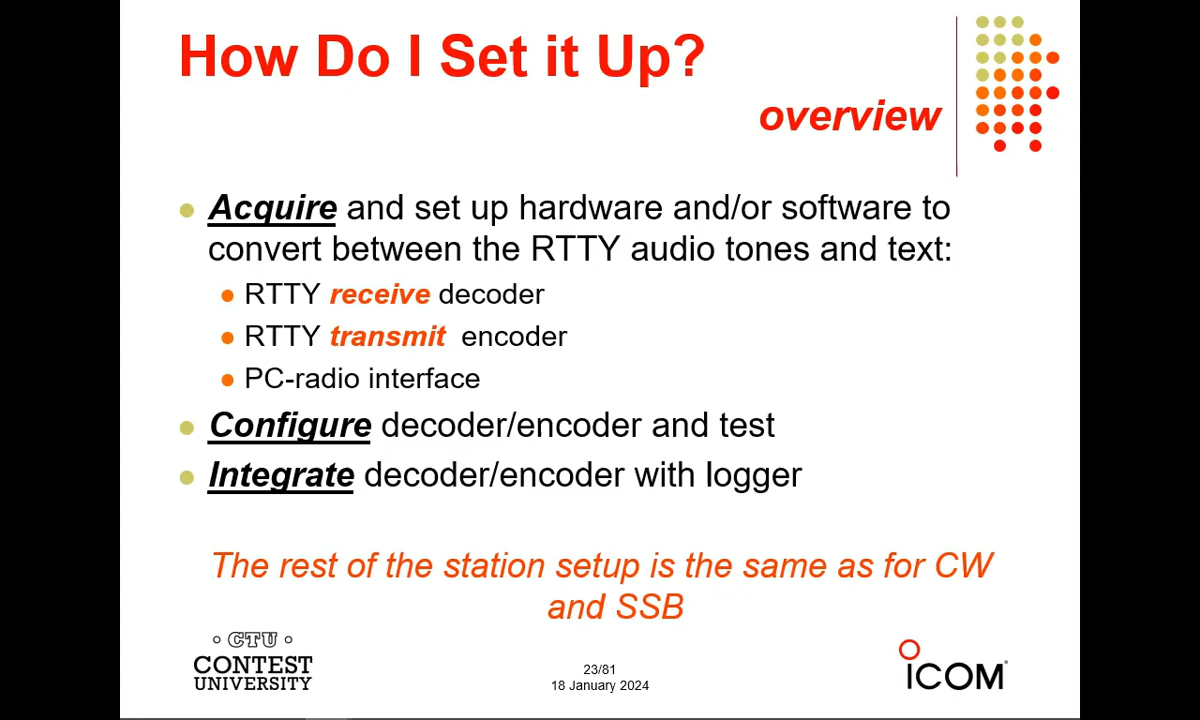 How Do I Set it Up?
overview
Acquire and set up hardware and/or software to
convert between the RTTY audio tones and text:
RTTY receive decoder
RTTY transmit encoder
PC-radio interface
Configure decoder/encoder and test
Integrate decoder/encoder with logger
The rest of the station setup is the same as for CW
and SSB
CTU
CONTEST
UNIVERSITY
23/81
18 January 2024
ICOM